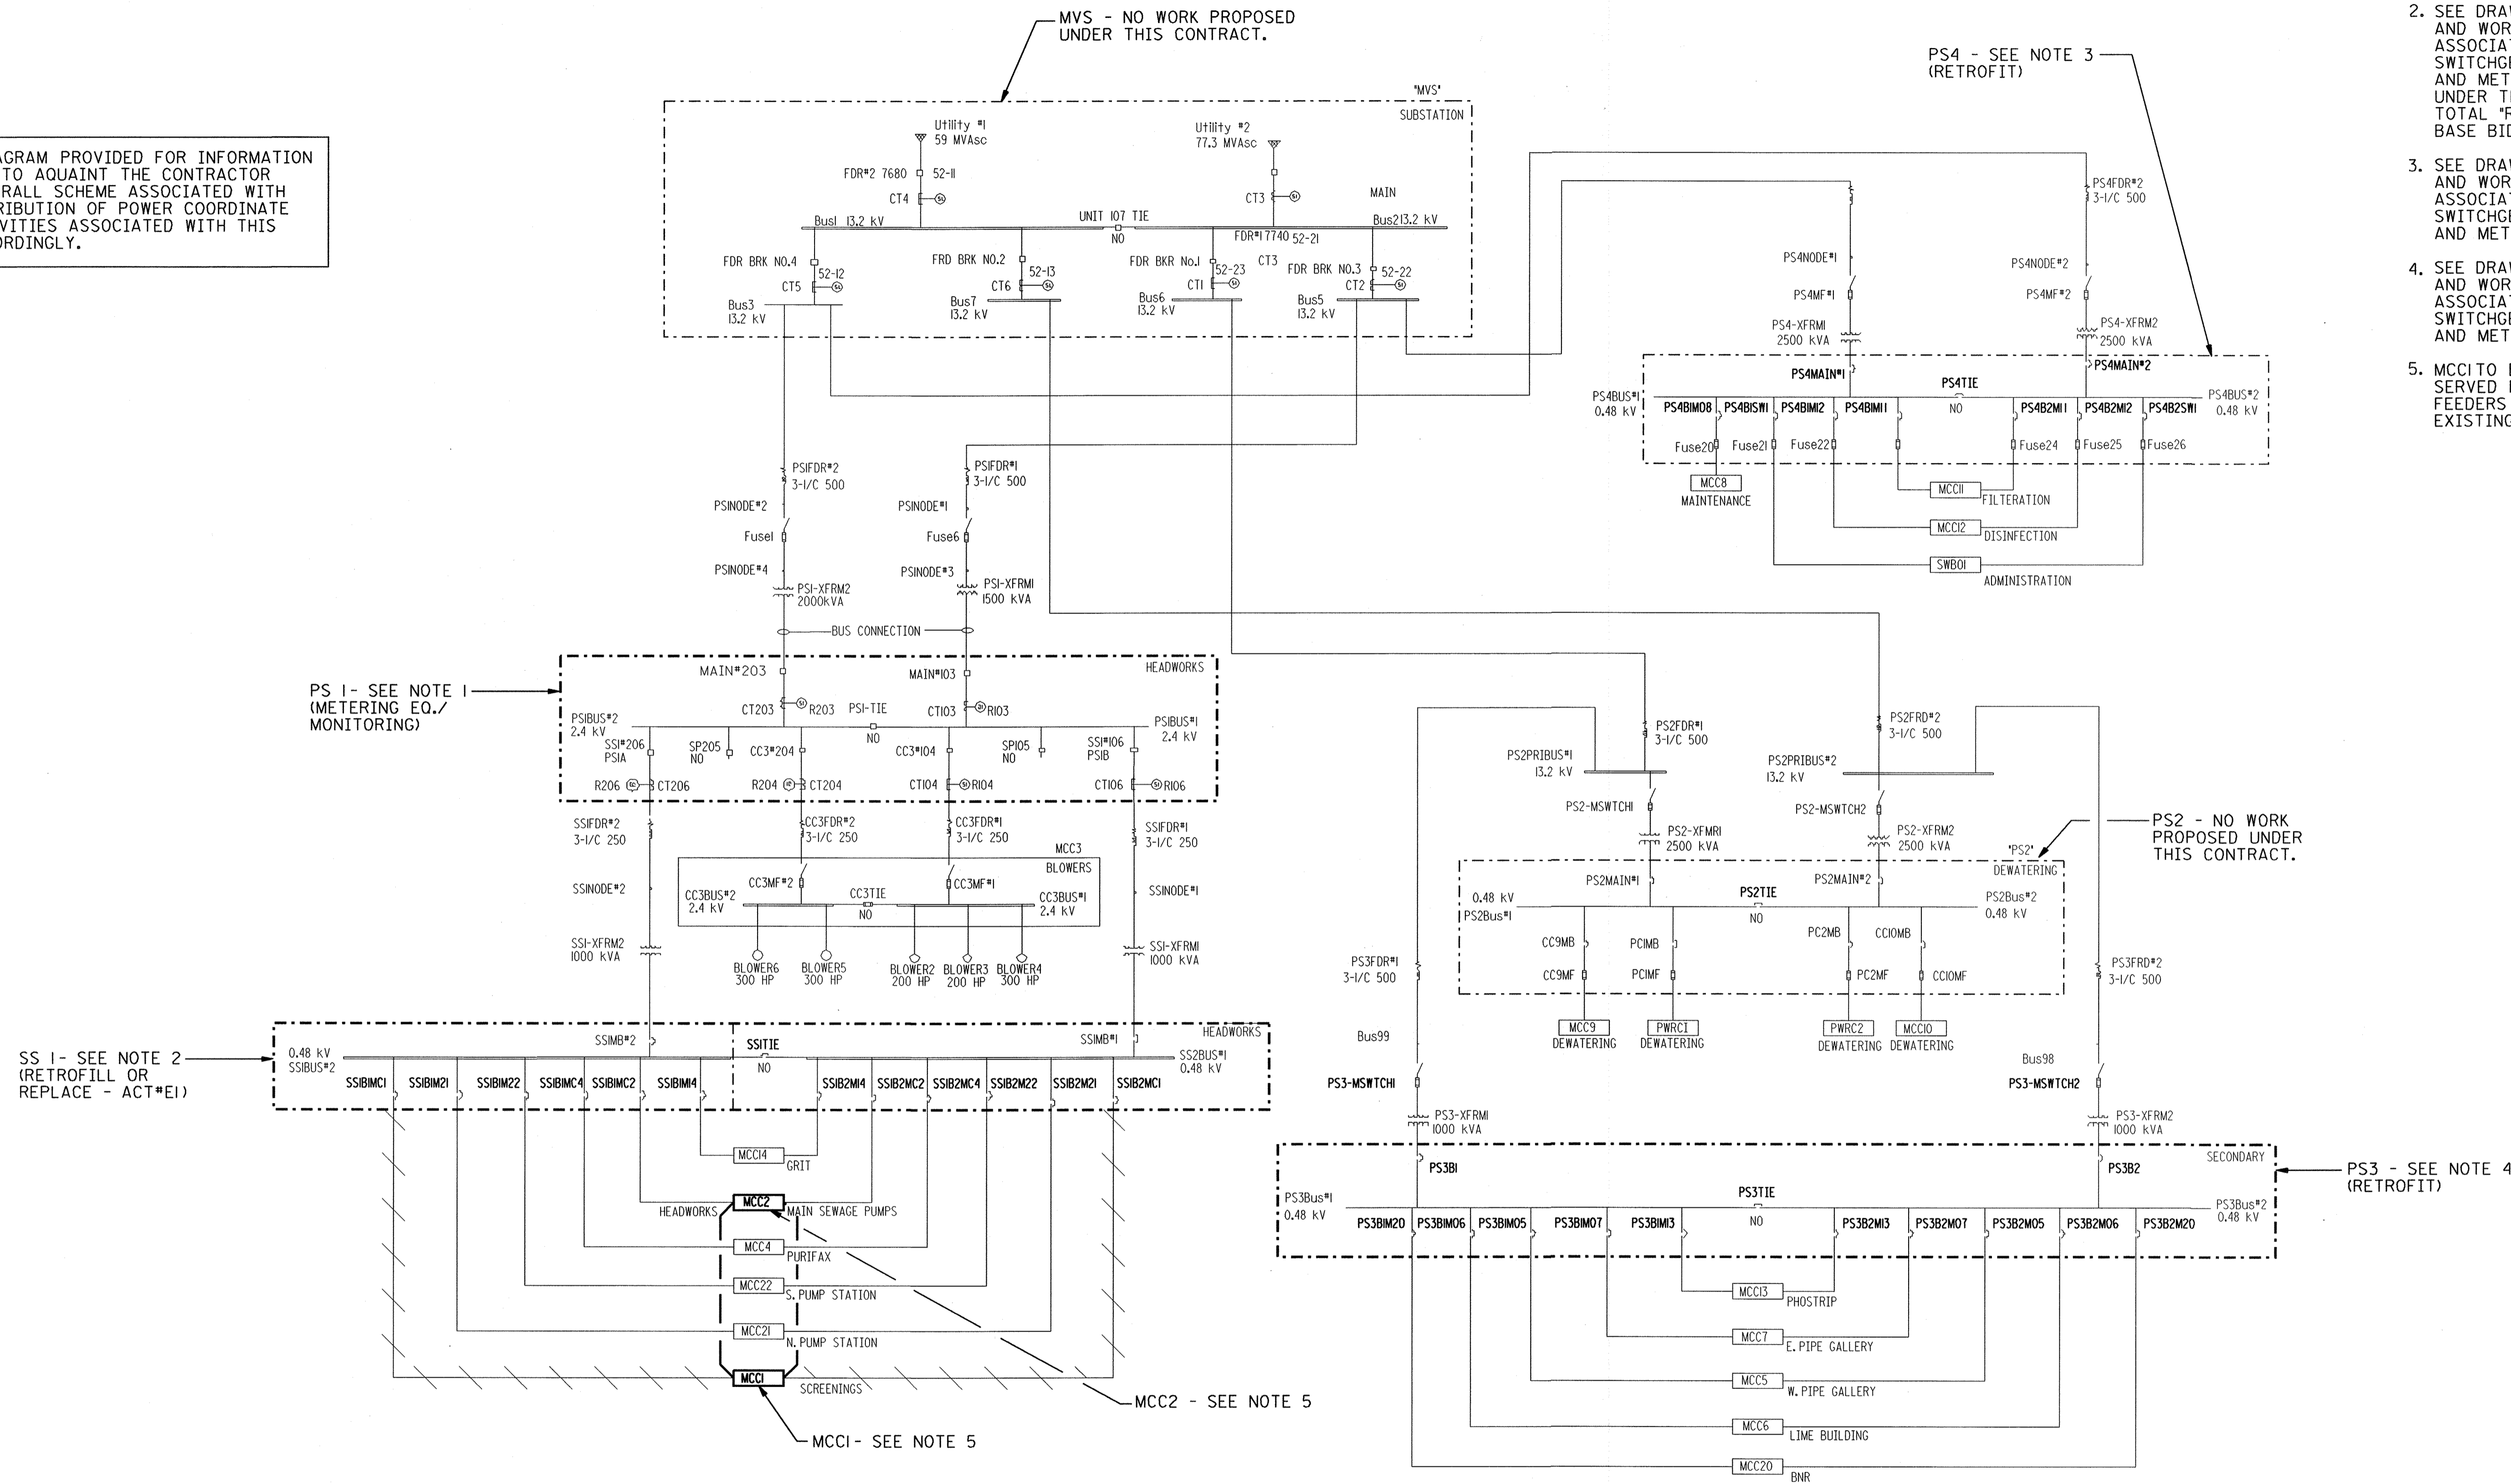 MVS - NO WORK PROPOSED
UNDER THIS CONTRACT.
PS4 - SEE NOTE 3
(RETROFIT)
2. SEE DRAW
AND WOR
ASSOCIAT
SWITCHGE
AND MET
UNDER TH
TOTAL "R
BASE BID
3. SEE DRAW
AND WOR
ASSOCIAT
SWITCHGE
AND MET
4. SEE DRAW
AND WOR
ASSOCIAT
SWITCHGE
AND MET
5. MCC1 TO
SERVED
FEEDERS
EXISTING
AGRAM PROVIDED FOR INFORMATION
TO AQUAINT THE CONTRACTOR
RALL SCHEME ASSOCIATED WITH
RIBUTION OF POWER COORDINATE
VITIES ASSOCIATED WITH THIS
ORDINGLY.
"MVS"
SUBSTATION
Utility #1
59 MVAsc
Utility #2
77.3 MVAsc
FDR#2 7680
52-11
CT4
51
CT3
51
MAIN
UNIT 107 TIE
NO
Bus1 13.2 kV
Bus2 13.2 kV
FDR#1 7740 52-21
CT3
FDR BRK NO.4
52-12
CT5
51
FRD BRK NO.2
52-13
CT6
51
FDR BKR No.1
52-23
CT1
51
FDR BRK NO.3
52-22
CT2
51
Bus3
13.2 kV
Bus7
13.2 kV
Bus6
13.2 kV
Bus5
13.2 kV
PS4FDR#2
3-1/C 500
PS4NODE#1
PS4NODE#2
PS4MF#1
PS4MF#2
PS4-XFRM1
2500 kVA
PS4-XFRM2
2500 kVA
PS4MAIN#1
PS4MAIN#2
PS4TIE
NO
PS4BUS#1
0.48 kV
PS4BUS#2
0.48 kV
PS4B1M08
PS4B1SW1
PS4B1M12
PS4B1M11
PS4B2M11
PS4B2M12
PS4B2SW1
Fuse20
Fuse21
Fuse22
Fuse24
Fuse25
Fuse26
MCC8
MAINTENANCE
MCC11
FILTERATION
MCC12
DISINFECTION
SWB01
ADMINISTRATION
PS1FDR#2
3-1/C 500
PS1FDR#1
3-1/C 500
PS1NODE#2
PS1NODE#1
Fuse1
Fuse6
PS1NODE#4
PS1NODE#3
PS1-XFRM2
2000kVA
PS1-XFRM1
1500 kVA
BUS CONNECTION
PS 1 - SEE NOTE 1
(METERING EQ./
MONITORING)
HEADWORKS
MAIN#203
MAIN#103
CT203
51
R203
PS1-TIE
NO
CT103
51
R103
PS1BUS#2
2.4 kV
PS1BUS#1
2.4 kV
SS1#206
PS1A
SP205
NO
CC3#204
CC3#104
SP105
NO
SS1#106
PS1B
R206
CT206
R204
CT204
CT104
51
R104
CT106
51
R106
SS1FDR#2
3-1/C 250
CC3FDR#2
3-1/C 250
CC3FDR#1
3-1/C 250
SS1FDR#1
3-1/C 250
MCC3
BLOWERS
CC3MF#2
CC3MF#1
CC3TIE
NO
CC3BUS#2
2.4 kV
CC3BUS#1
2.4 kV
SS1NODE#2
SS1NODE#1
SS1-XFRM2
1000 kVA
SS1-XFRM1
1000 kVA
BLOWER6
300 HP
BLOWER5
300 HP
BLOWER2
200 HP
BLOWER3
200 HP
BLOWER4
300 HP
SS 1 - SEE NOTE 2
(RETROFILL OR
REPLACE - ACT#E1)
HEADWORKS
SS1MB#2
SS1MB#1
SS1TIE
NO
0.48 kV
SS1BUS#2
SS2BUS#1
0.48 kV
SS1B1MC1
SS1B1M21
SS1B1M22
SS1B1MC4
SS1B1MC2
SS1B1M14
SS1B2M14
SS1B2MC2
SS1B2MC4
SS1B2M22
SS1B2M21
SS1B2MC1
MCC14
GRIT
HEADWORKS
MCC2
MAIN SEWAGE PUMPS
MCC4
PURIFAX
MCC22
S. PUMP STATION
MCC21
N. PUMP STATION
MCC1
SCREENINGS
MCC2 - SEE NOTE 5
MCC1 - SEE NOTE 5
PS2FDR#1
3-1/C 500
PS2FRD#2
3-1/C 500
PS2PRIBUS#1
13.2 kV
PS2PRIBUS#2
13.2 kV
PS2-MSWTCH1
PS2-MSWTCH2
PS2-XFMR1
2500 kVA
PS2-XFRM2
2500 kVA
PS2 - NO WORK
PROPOSED UNDER
THIS CONTRACT.
"PS2"
DEWATERING
PS2MAIN#1
PS2MAIN#2
PS2TIE
NO
0.48 kV
PS2Bus#1
PS2Bus#2
0.48 kV
CC9MB
PC1MB
PC2MB
CC10MB
CC9MF
PC1MF
PC2MF
CC10MF
MCC9
DEWATERING
PWRC1
DEWATERING
PWRC2
DEWATERING
MCC10
DEWATERING
PS3FDR#1
3-1/C 500
PS3FRD#2
3-1/C 500
Bus99
Bus98
PS3-MSWTCH1
PS3-MSWTCH2
PS3-XFRM1
1000 kVA
PS3-XFRM2
1000 kVA
SECONDARY
PS3 - SEE NOTE 4
(RETROFIT)
PS3B1
PS3B2
PS3TIE
NO
PS3Bus#1
0.48 kV
PS3Bus#2
0.48 kV
PS3B1M20
PS3B1M06
PS3B1M05
PS3B1M07
PS3B1M13
PS3B2M13
PS3B2M07
PS3B2M05
PS3B2M06
PS3B2M20
MCC13
PHOSTRIP
MCC7
E. PIPE GALLERY
MCC5
W. PIPE GALLERY
MCC6
LIME BUILDING
MCC20
BNR